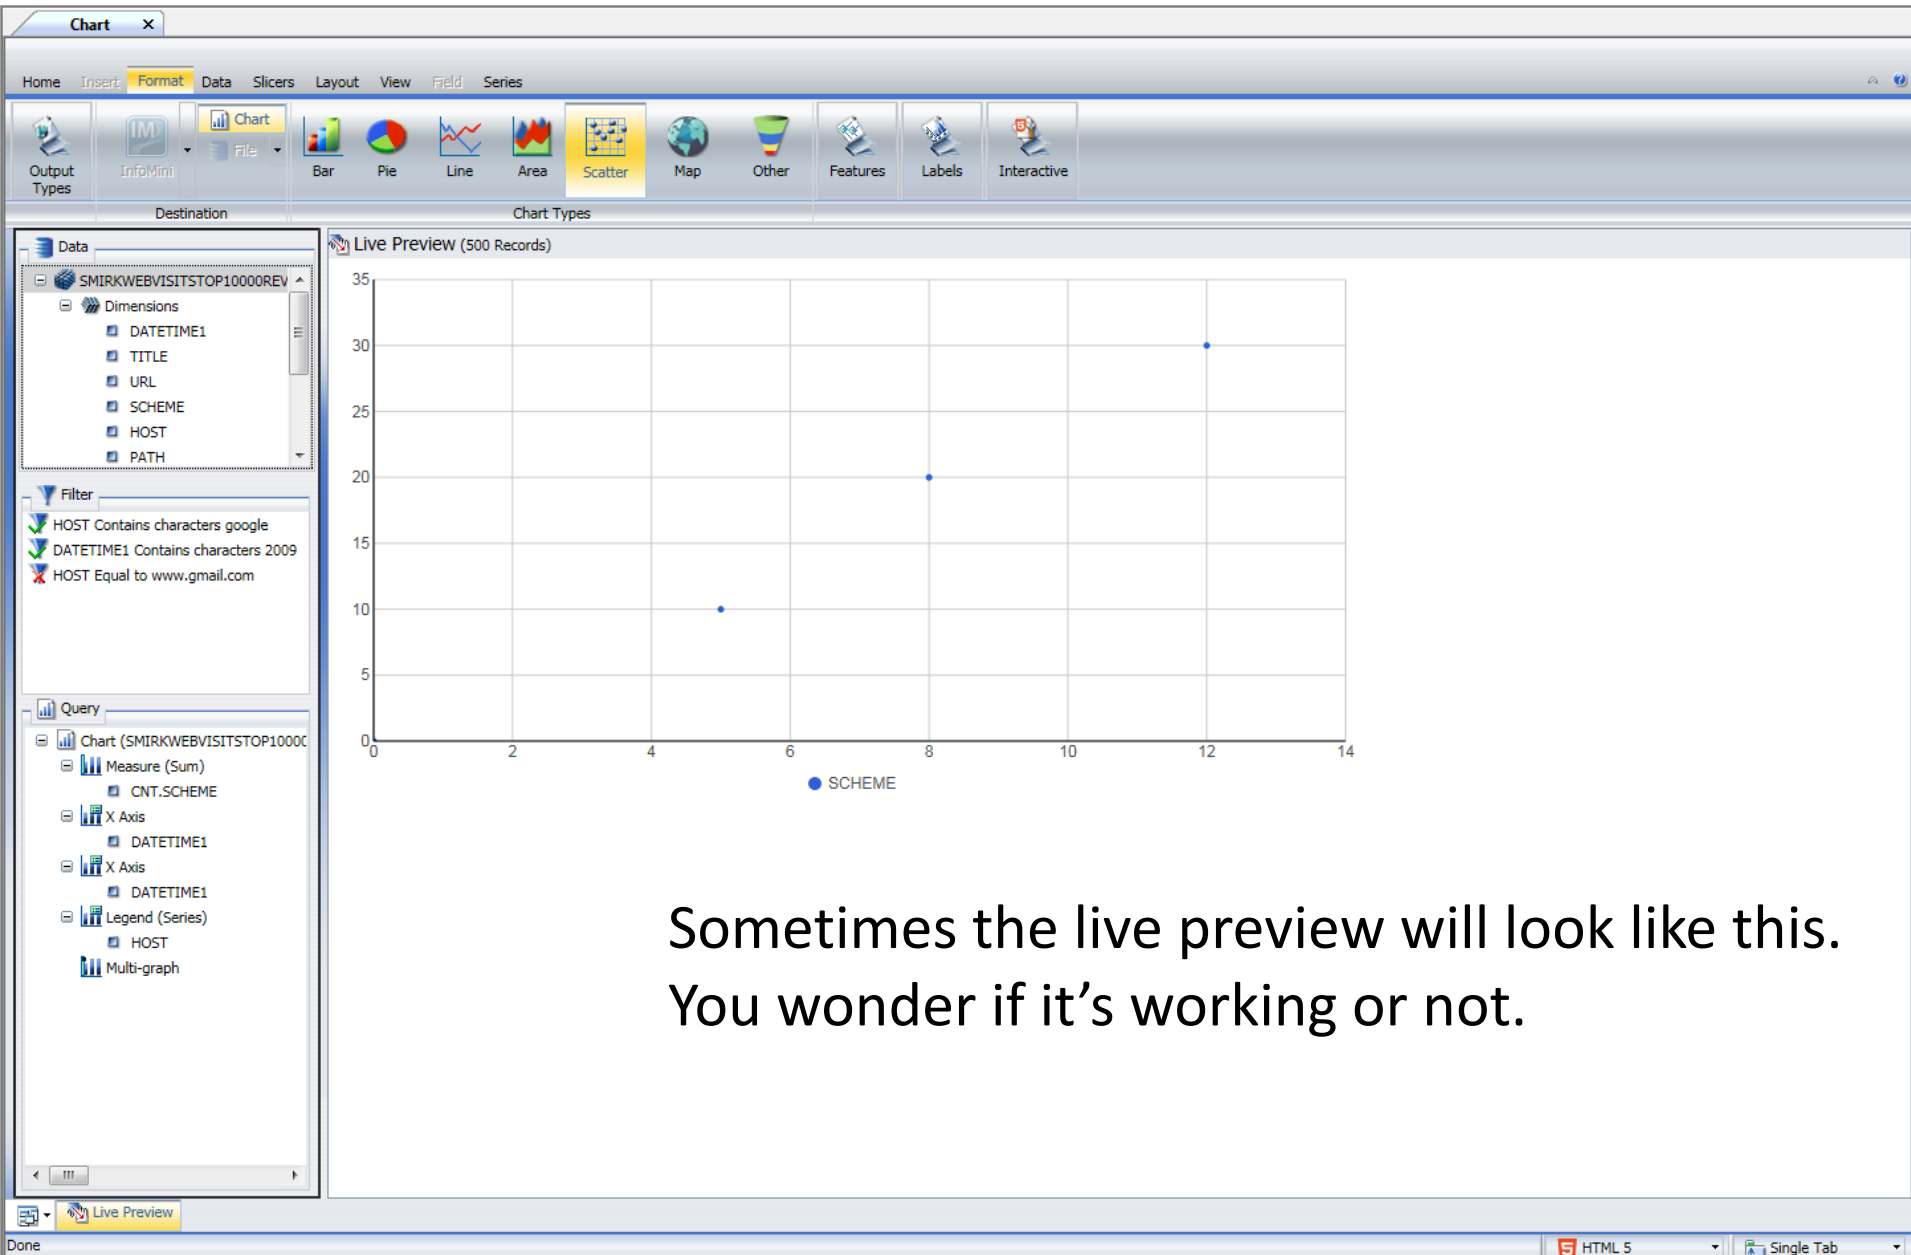 Chart x
Home Insert Format Data Slicers Layout View Field Series
Output Types
InfoMini
Chart
File
Bar Pie Line Area Scatter Map Other Features Labels Interactive
Destination Chart Types
Data
SMIRKWEBVISITSTOP10000REV
Dimensions
DATETIME1
TITLE
URL
SCHEME
HOST
PATH
Filter
HOST Contains characters google
DATETIME1 Contains characters 2009
HOST Equal to www.gmail.com
Query
Chart (SMIRKWEBVISITSTOP1000
Measure (Sum)
CNT.SCHEME
X Axis
DATETIME1
X Axis
DATETIME1
Legend (Series)
HOST
Multi-graph
Live Preview (500 Records)
35
30
25
20
15
10
5
0
0 2 4 6 8 10 12 14
SCHEME
Sometimes the live preview will look like this.
You wonder if it’s working or not.
Live Preview
Done HTML 5 Single Tab